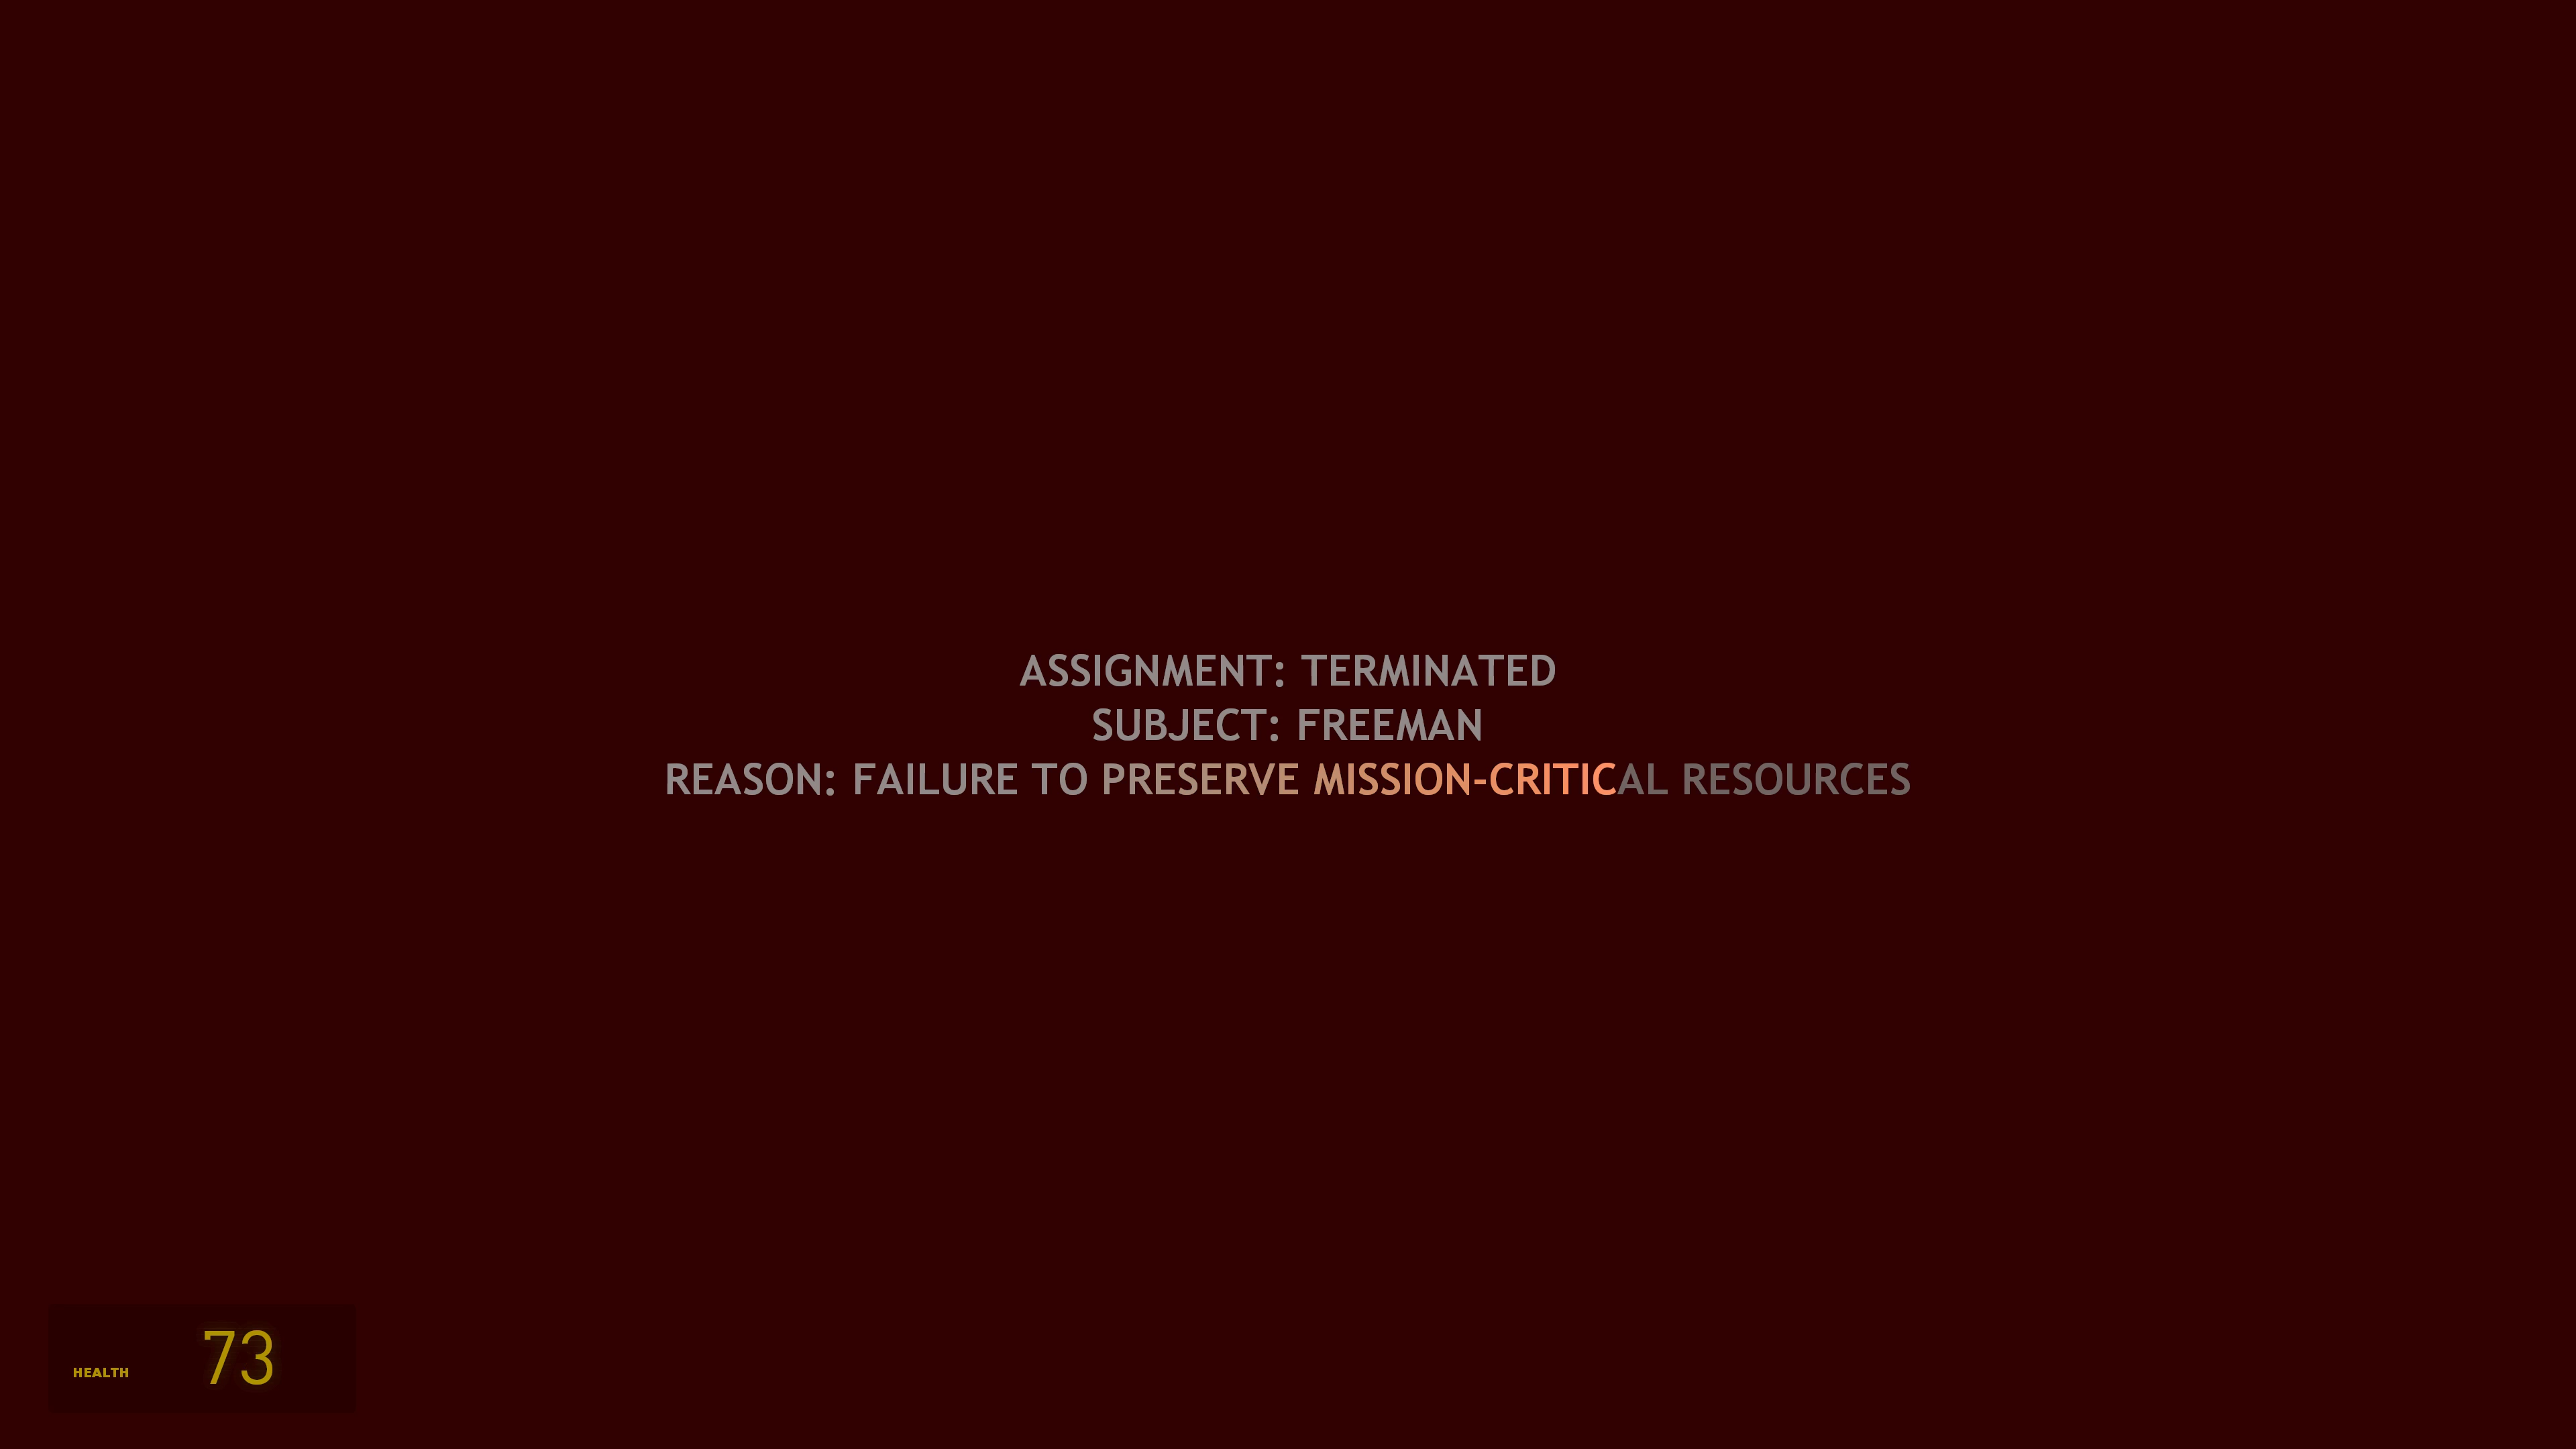 ASSIGNMENT: TERMINATED
SUBJECT: FREEMAN
REASON: FAILURE TO PRESERVE MISSION-CRITICAL RESOURCES
HEALTH 73